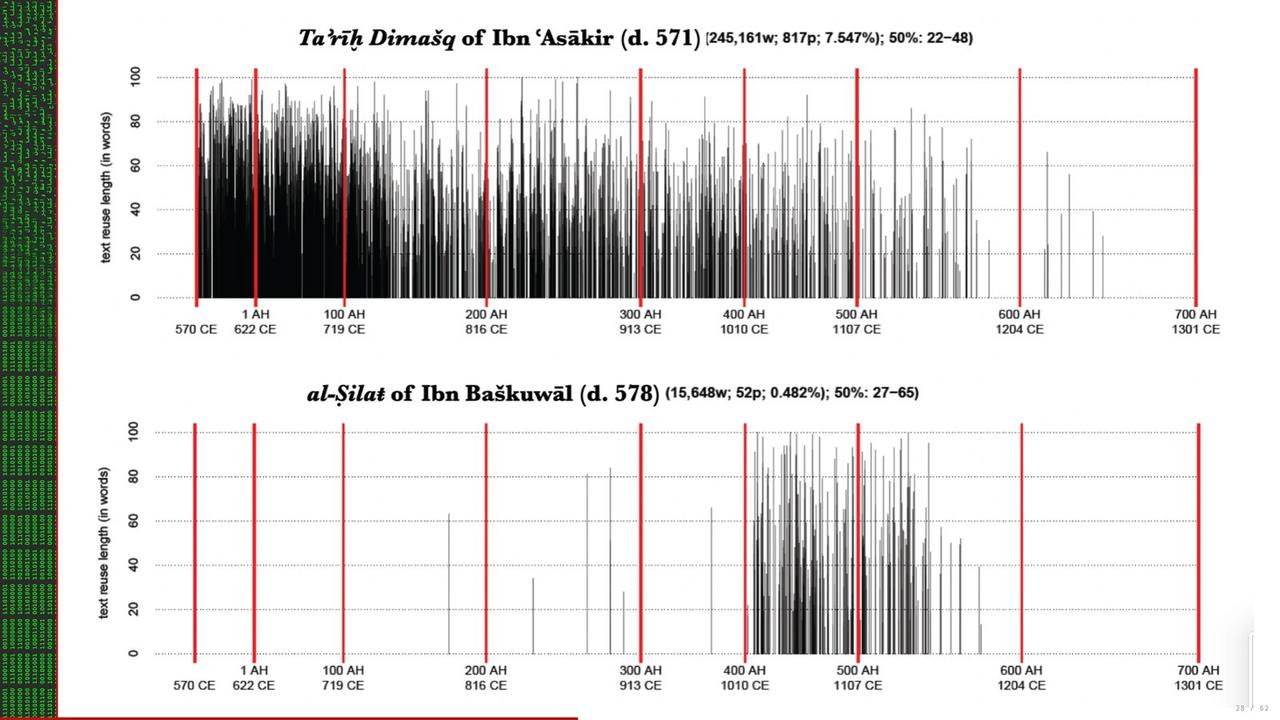 Taʾrīḫ Dimašq of Ibn ʿAsākir (d. 571) (245,161w; 817p; 7.547%); 50%: 22–48)
text reuse length (in words)
100
80
60
40
20
0
1 AH 100 AH 200 AH 300 AH 400 AH 500 AH 600 AH 700 AH
570 CE 622 CE 719 CE 816 CE 913 CE 1010 CE 1107 CE 1204 CE 1301 CE
al-Ṣilaŧ of Ibn Baškuwāl (d. 578) (15,648w; 52p; 0.482%); 50%: 27–65)
text reuse length (in words)
100
80
60
40
20
0
1 AH 100 AH 200 AH 300 AH 400 AH 500 AH 600 AH 700 AH
570 CE 622 CE 719 CE 816 CE 913 CE 1010 CE 1107 CE 1204 CE 1301 CE
28 / 62